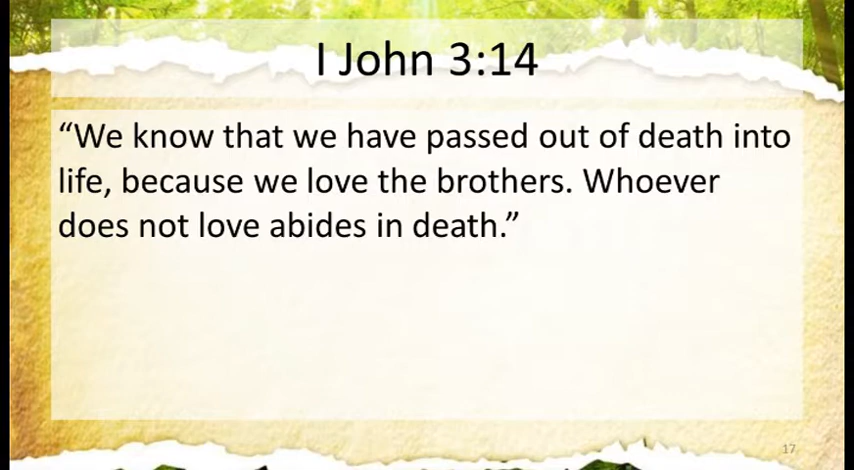 I John 3:14
“We know that we have passed out of death into
life, because we love the brothers. Whoever
does not love abides in death.”
17